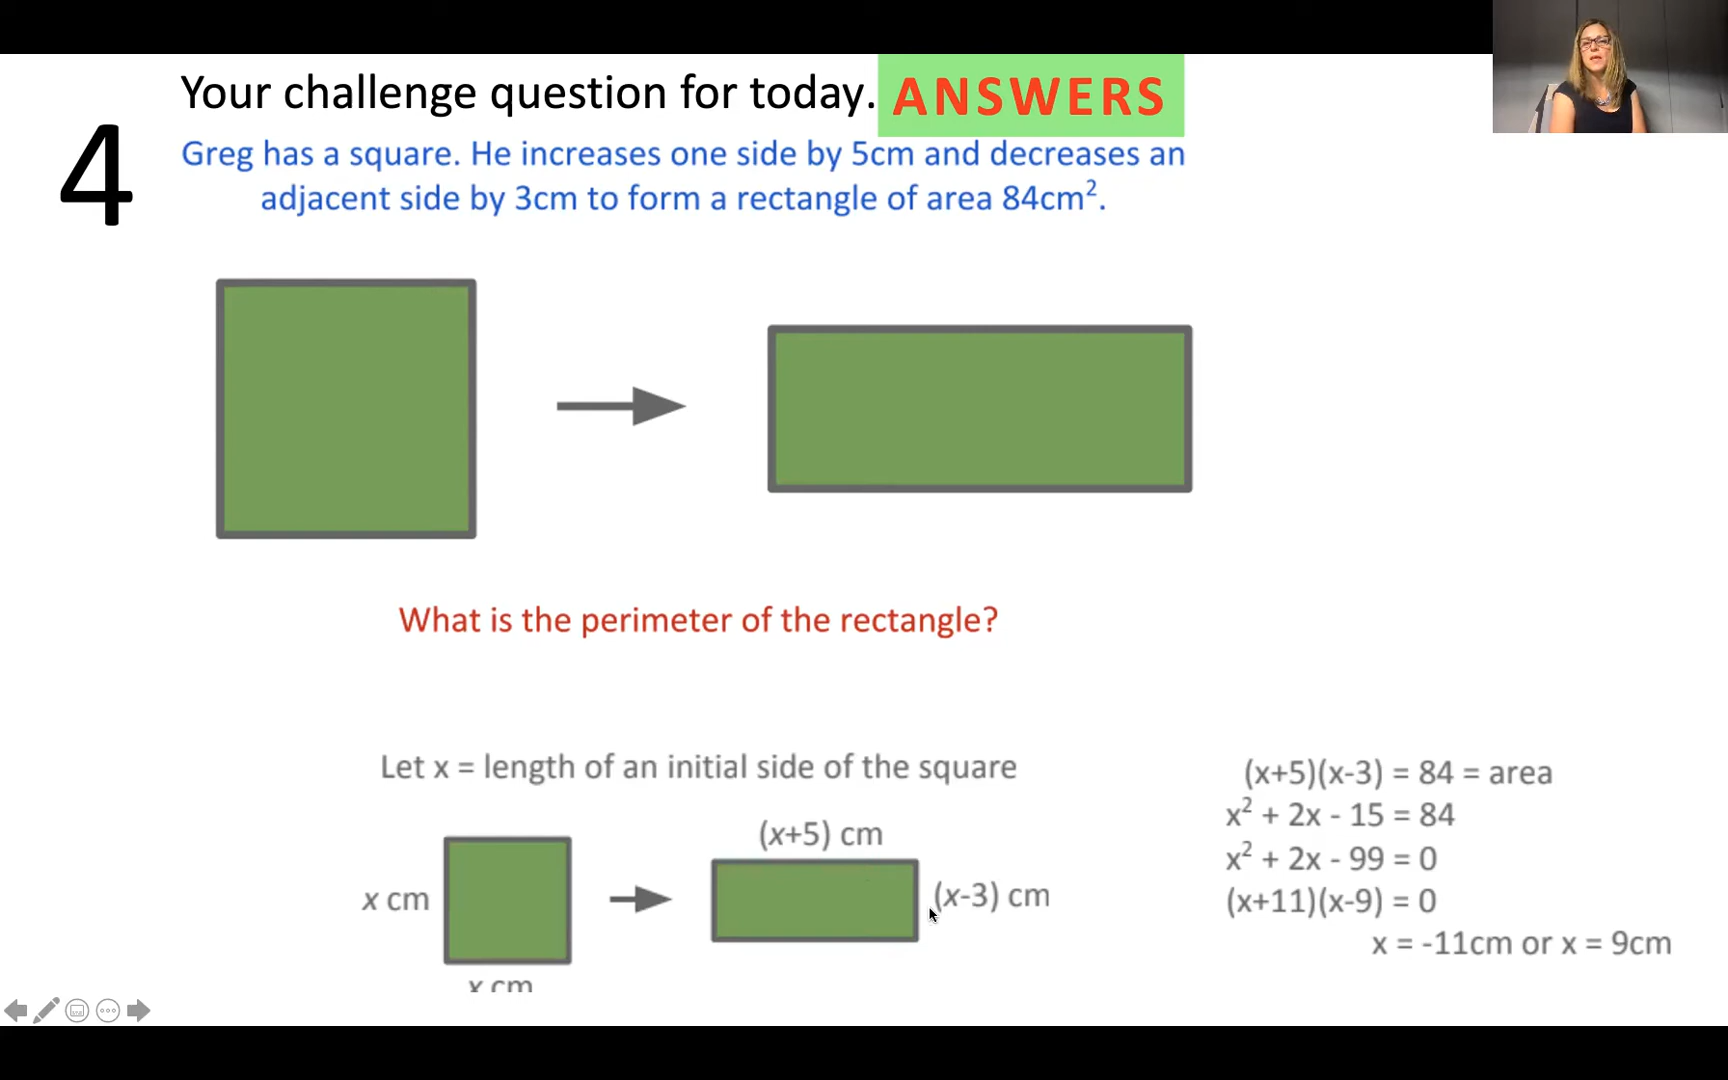 Your challenge question for today. ANSWERS
4
Greg has a square. He increases one side by 5cm and decreases an
adjacent side by 3cm to form a rectangle of area 84cm².
What is the perimeter of the rectangle?
Let x = length of an initial side of the square
(x+5) cm
x cm
(x-3) cm
x cm
(x+5)(x-3) = 84 = area
x² + 2x - 15 = 84
x² + 2x - 99 = 0
(x+11)(x-9) = 0
x = -11cm or x = 9cm